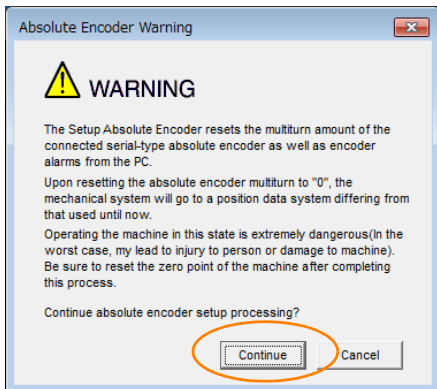 Absolute Encoder Warning
WARNING
The Setup Absolute Encoder resets the multiturn amount of the
connected serial-type absolute encoder as well as encoder
alarms from the PC.
Upon resetting the absolute encoder multiturn to "0", the
mechanical system will go to a position data system differing from
that used until now.
Operating the machine in this state is extremely dangerous(In the
worst case, my lead to injury to person or damage to machine).
Be sure to reset the zero point of the machine after completing
this process.
Continue absolute encoder setup processing?
Continue Cancel